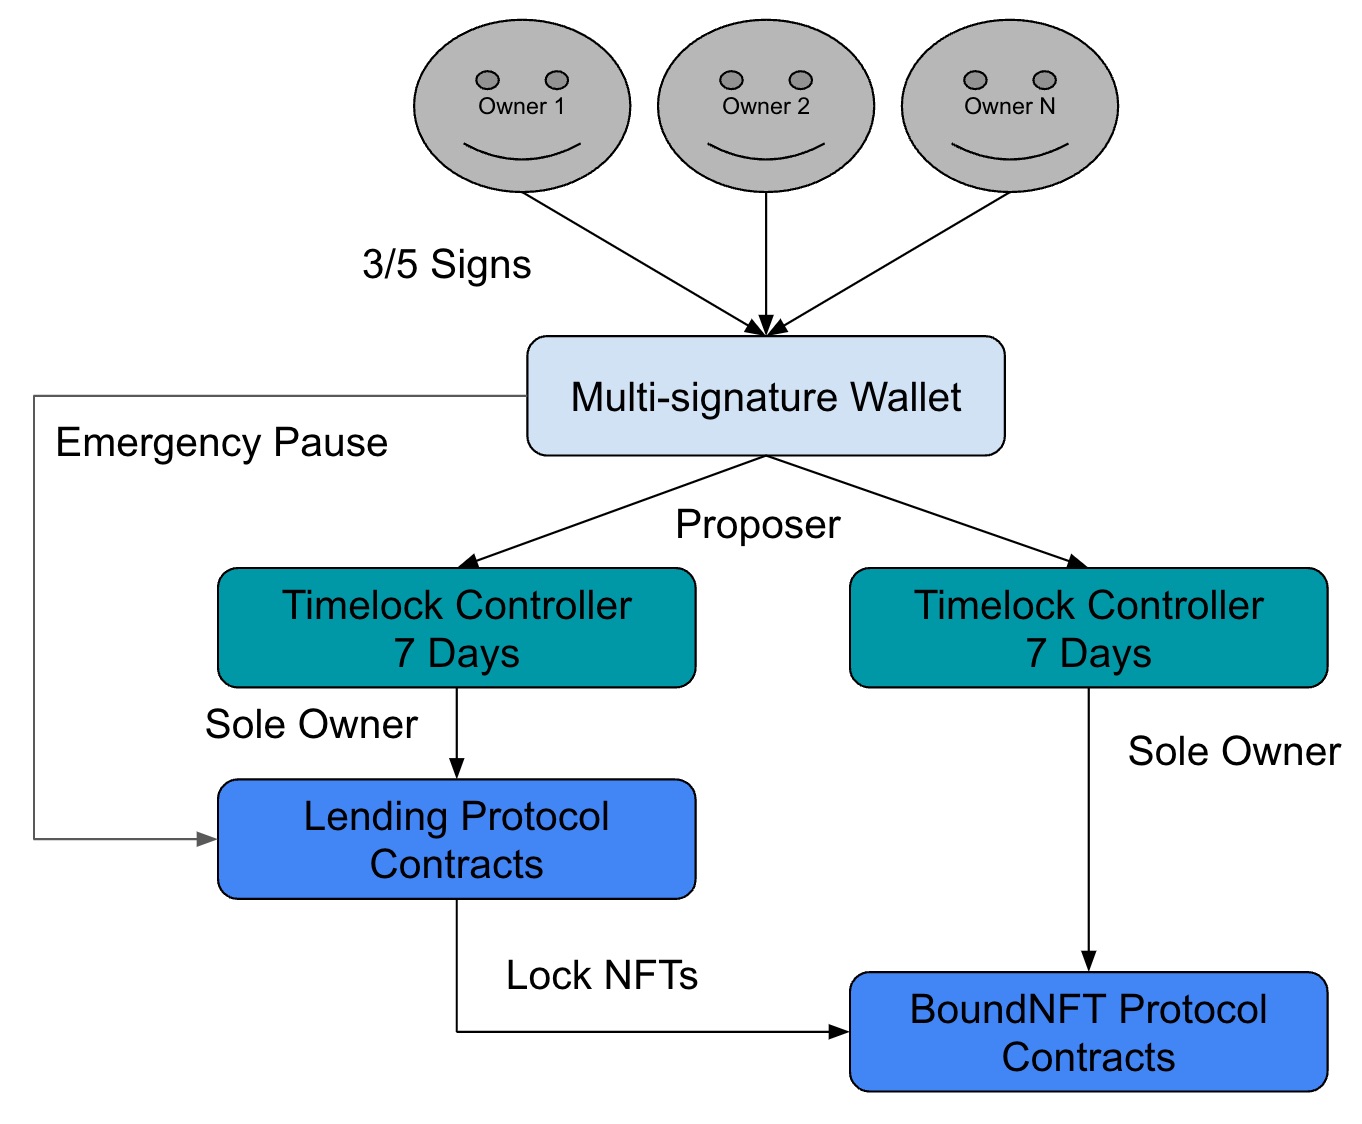 Owner 1
Owner 2
Owner N
3/5 Signs
Multi-signature Wallet
Emergency Pause
Proposer
Timelock Controller
7 Days
Timelock Controller
7 Days
Sole Owner
Sole Owner
Lending Protocol
Contracts
Lock NFTs
BoundNFT Protocol
Contracts